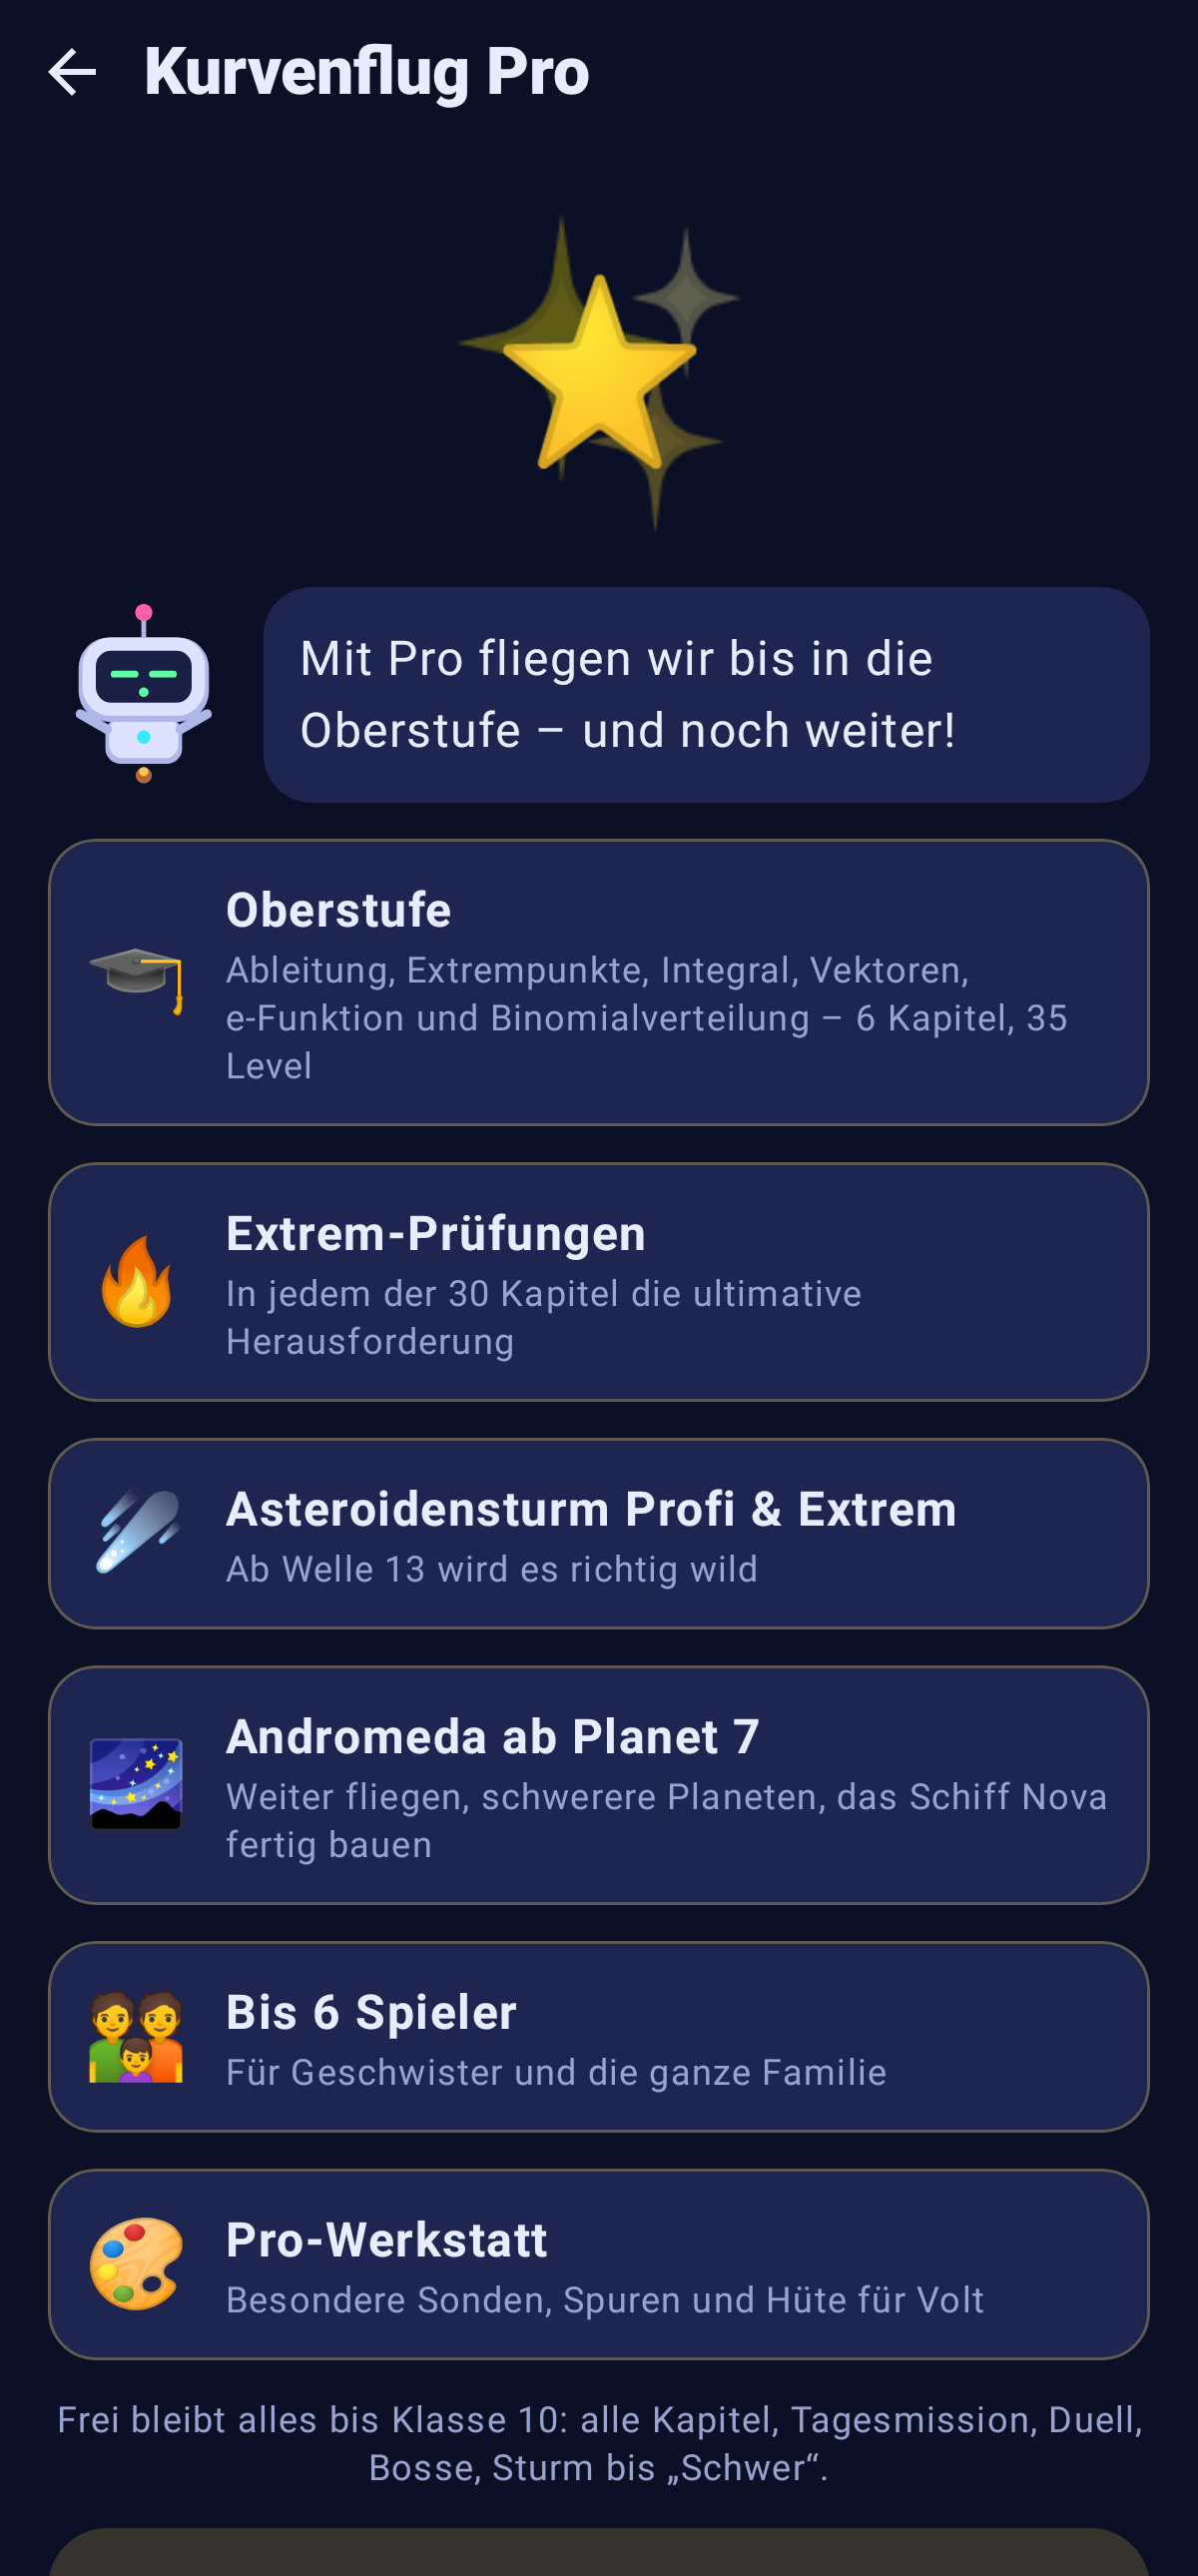 Kurvenflug Pro
Mit Pro fliegen wir bis in die
Oberstufe – und noch weiter!
Oberstufe
Ableitung, Extrempunkte, Integral, Vektoren,
e-Funktion und Binomialverteilung – 6 Kapitel, 35
Level
Extrem-Prüfungen
In jedem der 30 Kapitel die ultimative
Herausforderung
Asteroidensturm Profi & Extrem
Ab Welle 13 wird es richtig wild
Andromeda ab Planet 7
Weiter fliegen, schwerere Planeten, das Schiff Nova
fertig bauen
Bis 6 Spieler
Für Geschwister und die ganze Familie
Pro-Werkstatt
Besondere Sonden, Spuren und Hüte für Volt
Frei bleibt alles bis Klasse 10: alle Kapitel, Tagesmission, Duell,
Bosse, Sturm bis „Schwer“.